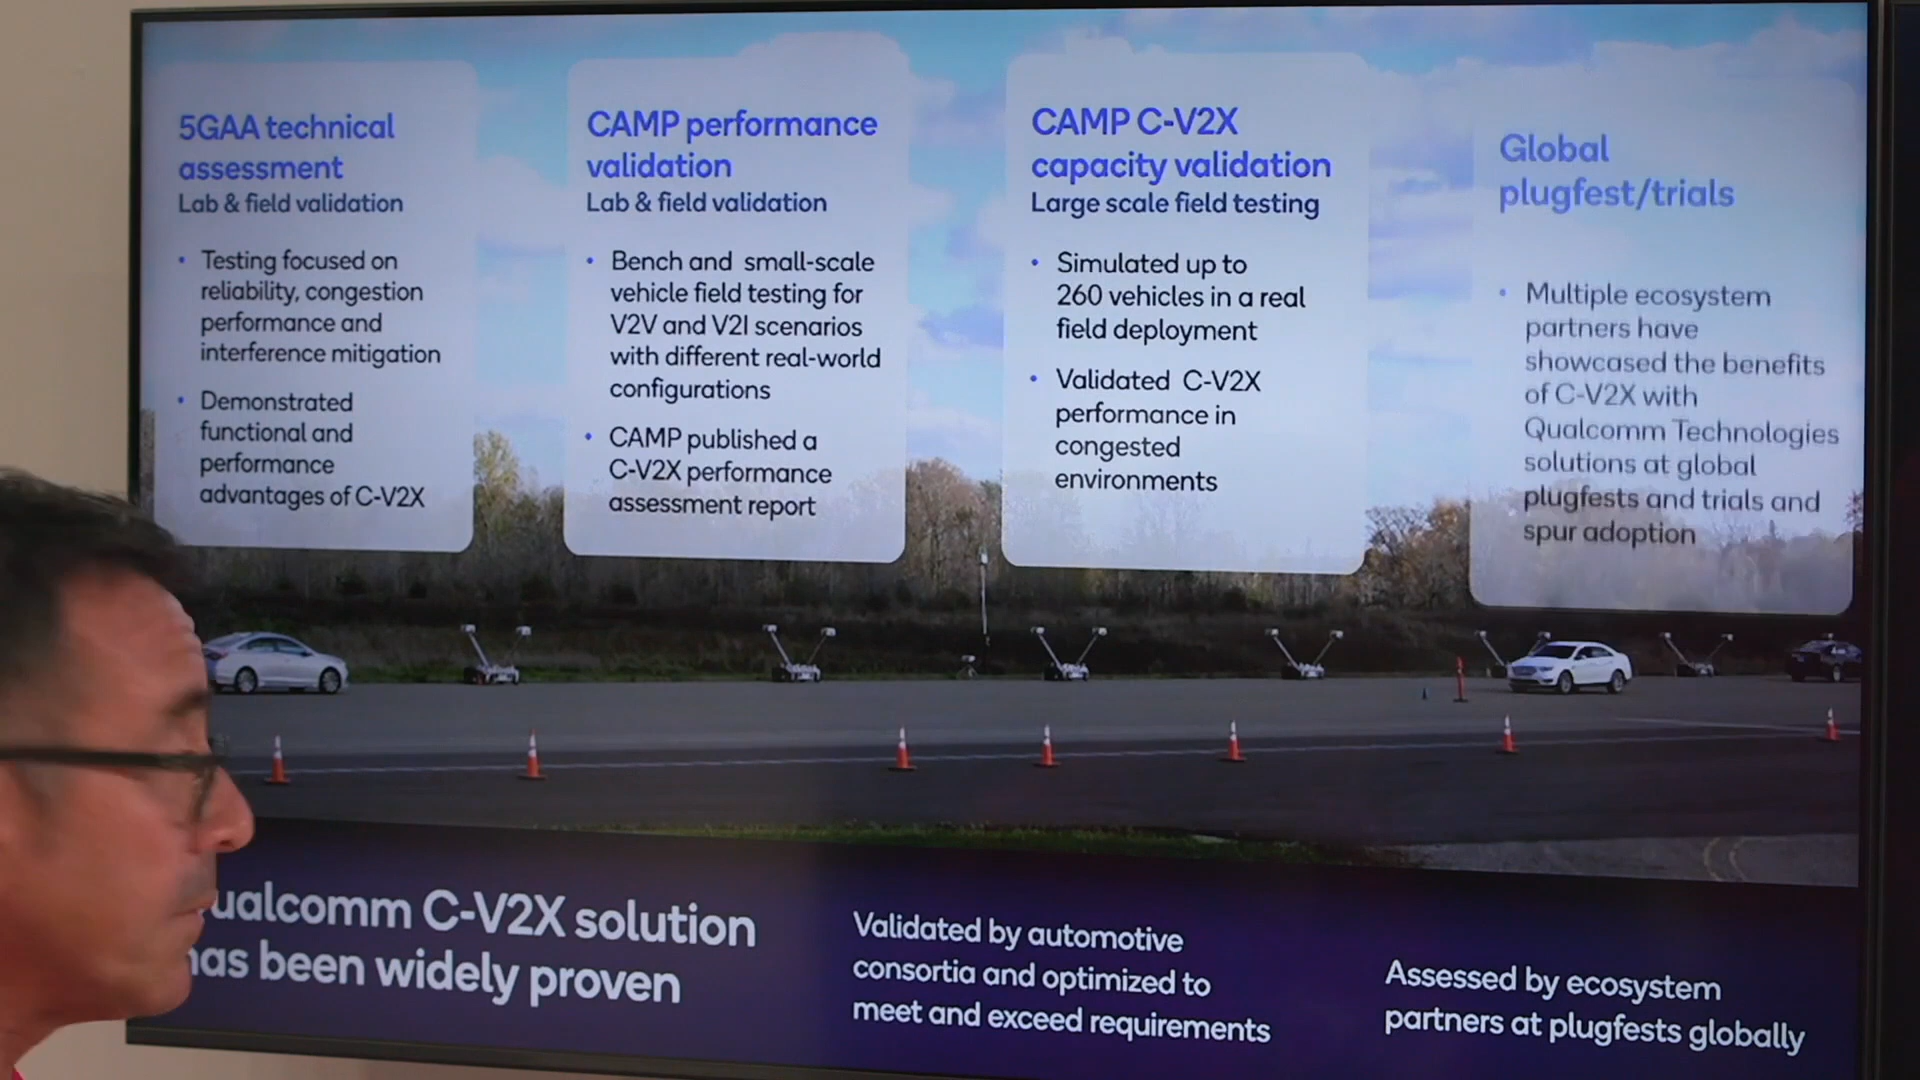 5GAA technical
assessment
Lab & field validation
• Testing focused on
reliability, congestion
performance and
interference mitigation
• Demonstrated
functional and
performance
advantages of C-V2X
CAMP performance
validation
Lab & field validation
• Bench and small-scale
vehicle field testing for
V2V and V2I scenarios
with different real-world
configurations
• CAMP published a
C-V2X performance
assessment report
CAMP C-V2X
capacity validation
Large scale field testing
• Simulated up to
260 vehicles in a real
field deployment
• Validated C-V2X
performance in
congested
environments
Global
plugfest/trials
• Multiple ecosystem
partners have
showcased the benefits
of C-V2X with
Qualcomm Technologies
solutions at global
plugfests and trials and
spur adoption
ualcomm C-V2X solution
has been widely proven
Validated by automotive
consortia and optimized to
meet and exceed requirements
Assessed by ecosystem
partners at plugfests globally